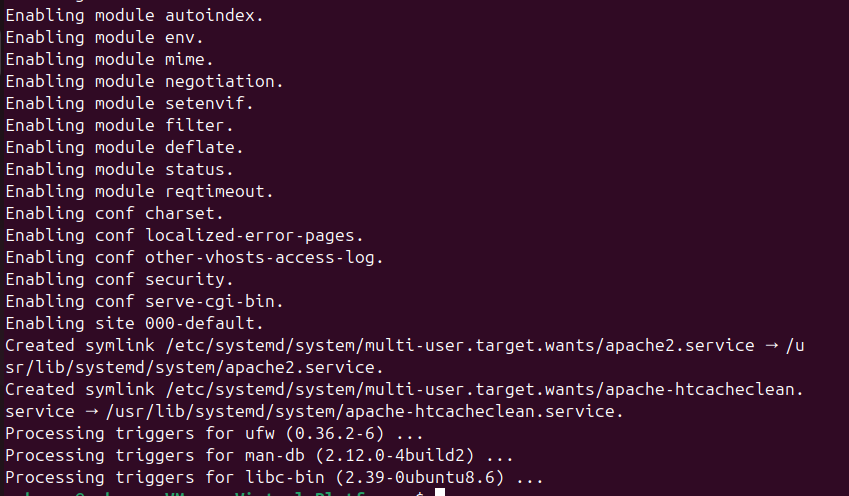 Enabling module autoindex.
Enabling module env.
Enabling module mime.
Enabling module negotiation.
Enabling module setenvif.
Enabling module filter.
Enabling module deflate.
Enabling module status.
Enabling module reqtimeout.
Enabling conf charset.
Enabling conf localized-error-pages.
Enabling conf other-vhosts-access-log.
Enabling conf security.
Enabling conf serve-cgi-bin.
Enabling site 000-default.
Created symlink /etc/systemd/system/multi-user.target.wants/apache2.service → /u
sr/lib/systemd/system/apache2.service.
Created symlink /etc/systemd/system/multi-user.target.wants/apache-htcacheclean.
service → /usr/lib/systemd/system/apache-htcacheclean.service.
Processing triggers for ufw (0.36.2-6) ...
Processing triggers for man-db (2.12.0-4build2) ...
Processing triggers for libc-bin (2.39-0ubuntu8.6) ...